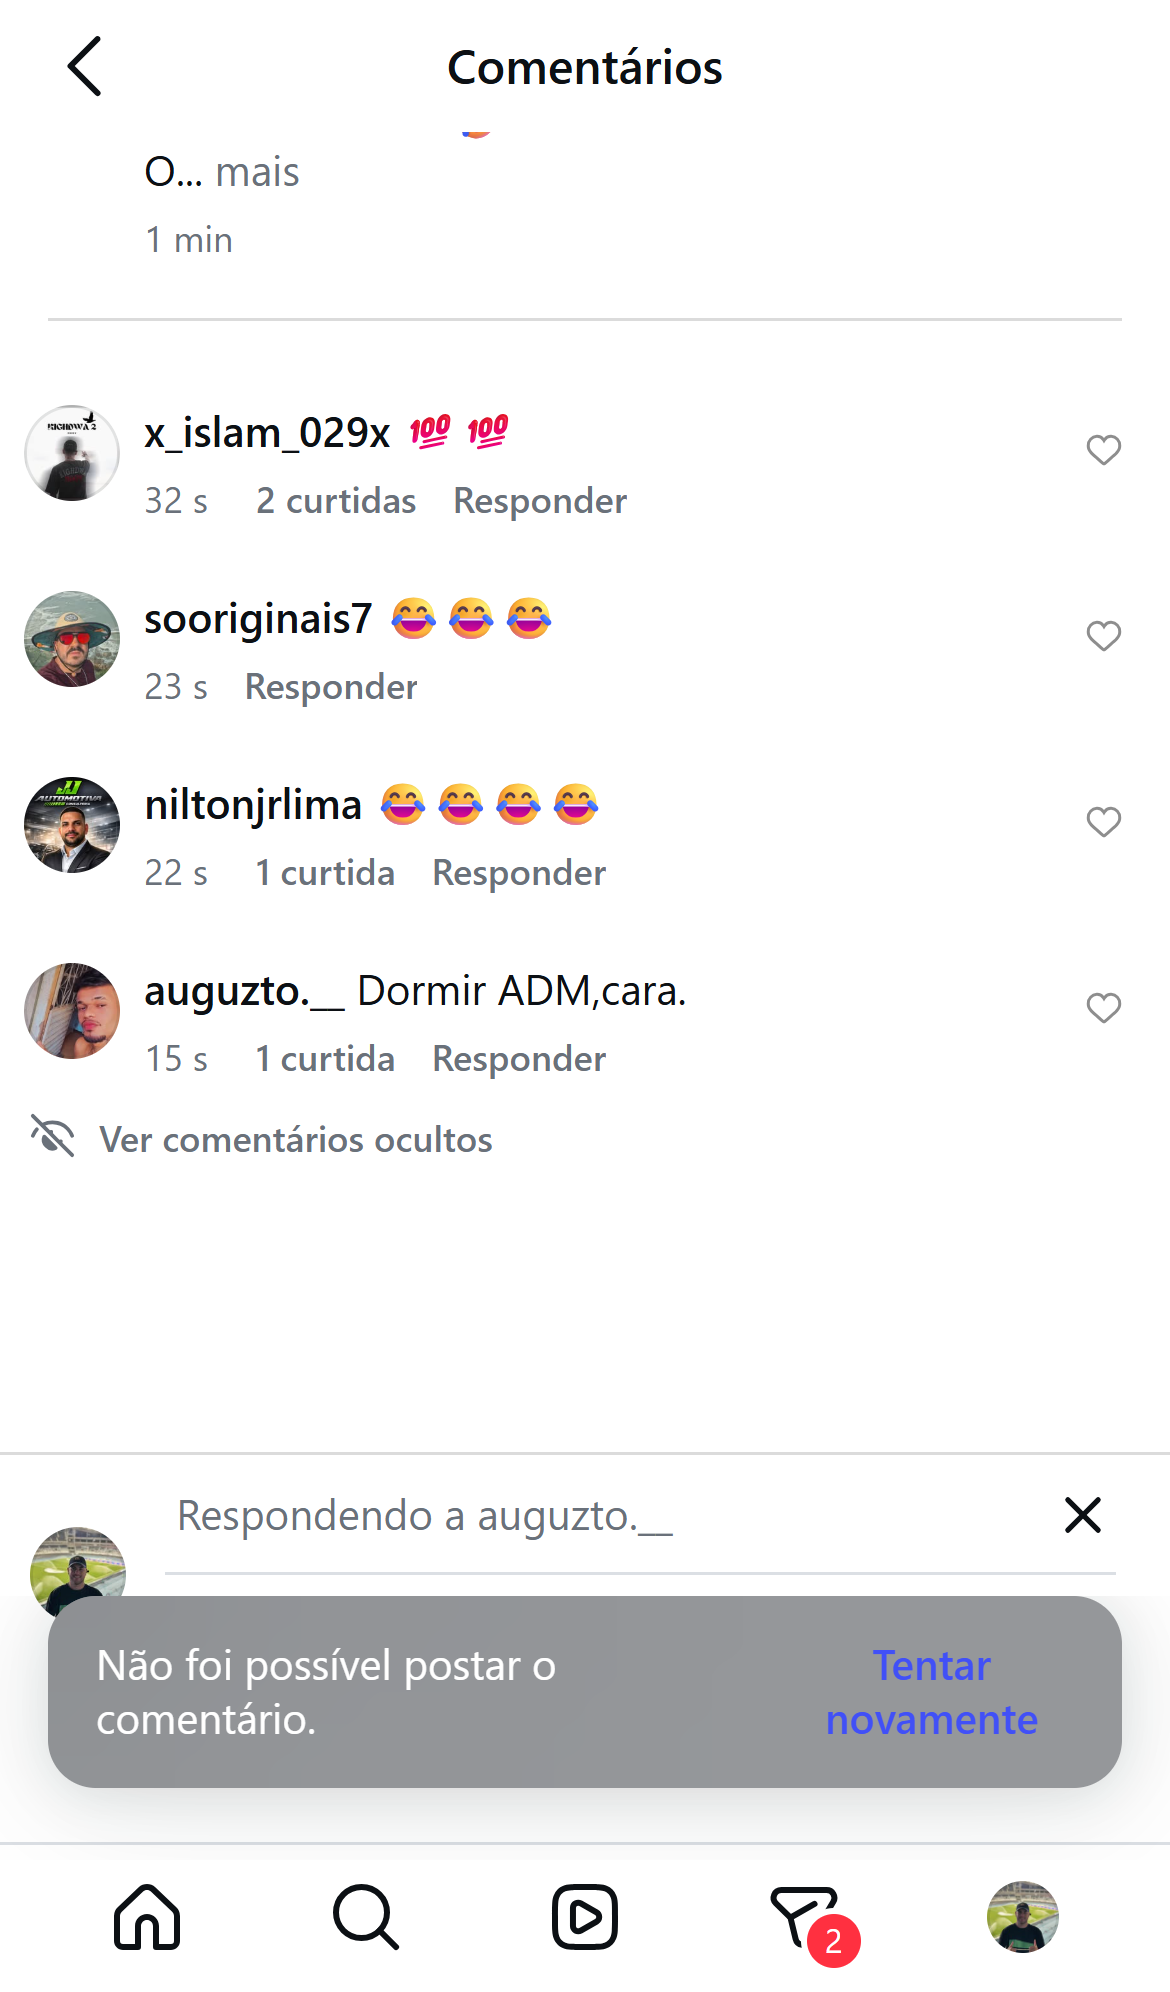 Comentários
O... mais
1 min
x_islam_029x 💯 💯
32 s 2 curtidas Responder
sooriginais7 😂 😂 😂
23 s Responder
niltonjrlima 😂 😂 😂 😂
22 s 1 curtida Responder
auguzto.__ Dormir ADM,cara.
15 s 1 curtida Responder
Ver comentários ocultos
Respondendo a auguzto.__
Não foi possível postar o
comentário.
Tentar
novamente
2